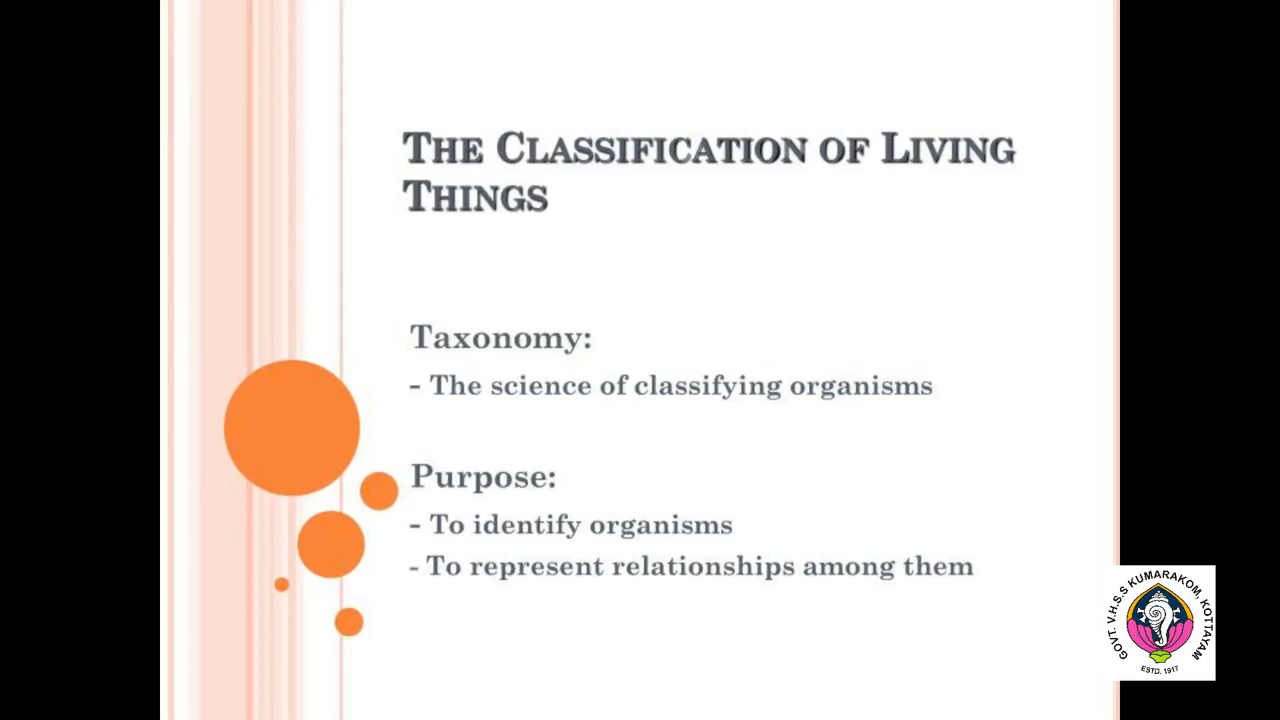 THE CLASSIFICATION OF LIVING
THINGS
Taxonomy:
- The science of classifying organisms
Purpose:
- To identify organisms
- To represent relationships among them
GOVT. V.H.S.S KUMARAKOM, KOTTAYAM
ESTD. 1917